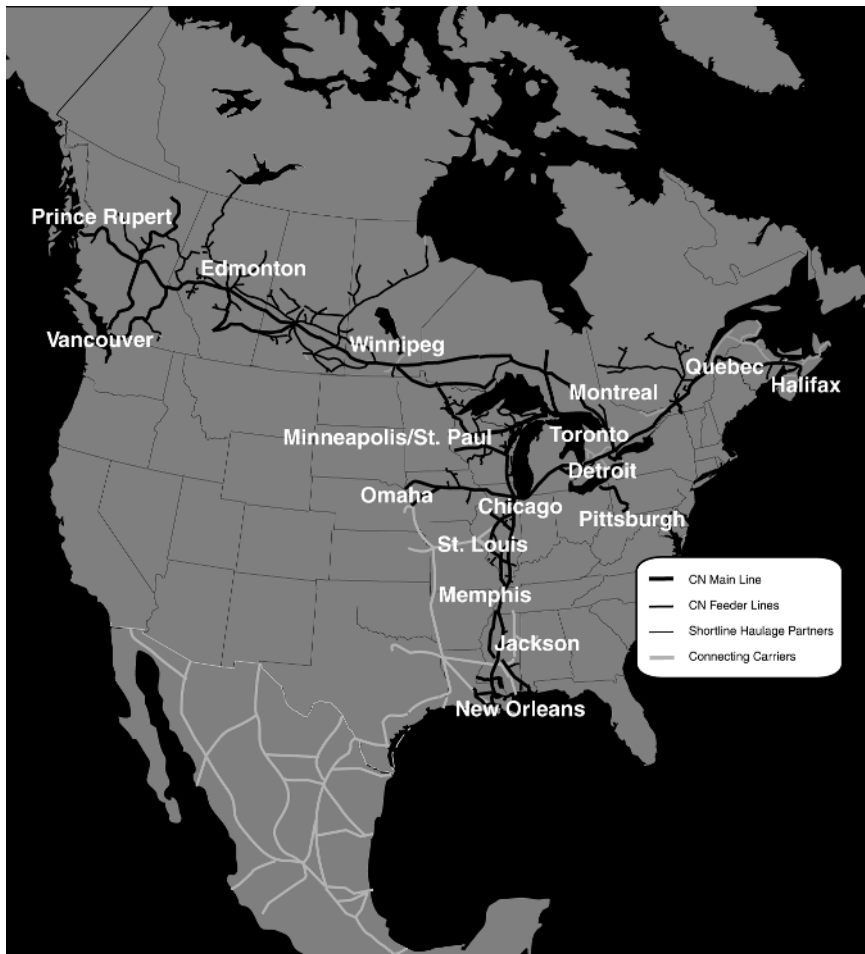 Prince Rupert
Edmonton
Vancouver
Winnipeg
Quebec
Montreal
Halifax
Minneapolis/St. Paul
Toronto
Detroit
Omaha
Chicago
Pittsburgh
St. Louis
Memphis
Jackson
New Orleans
CN Main Line
CN Feeder Lines
Shortline Haulage Partners
Connecting Carriers